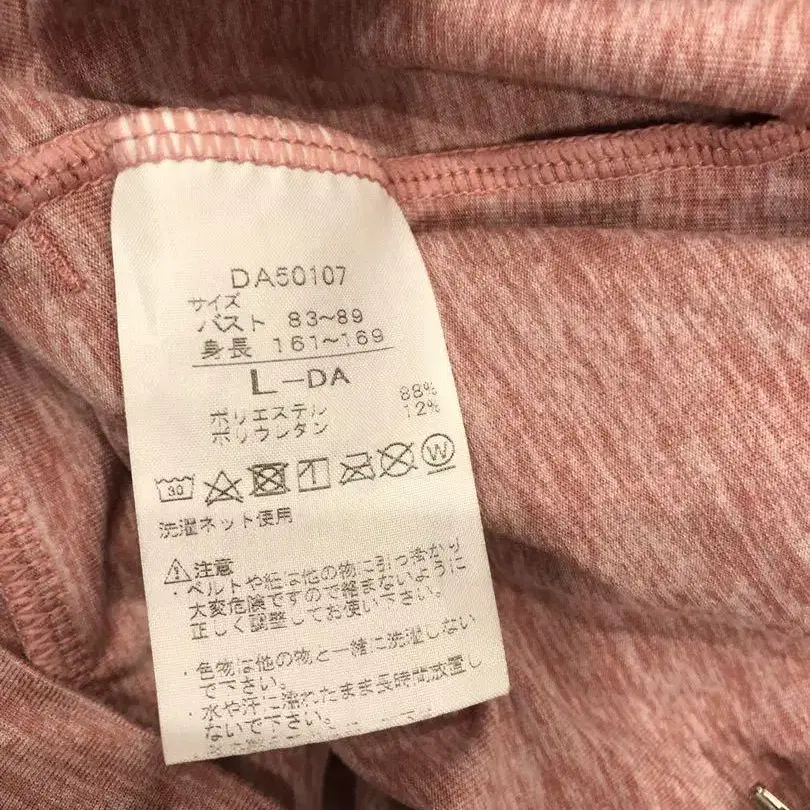 DA50107
サイズ
バスト 83~89
身長 161~169
L-DA
ポリエステル 88%
ポリウレタン 12%
30 W
洗濯ネット使用
注意
・ベルトや紐は他の物に引っ掛かり
大変危険ですので絡まないように
正しく調整してお使い下さい。
・色物は他の物と一緒に洗濯しない
で下さい。
・水や汗に濡れたまま長時間放置し
ないで下さい。